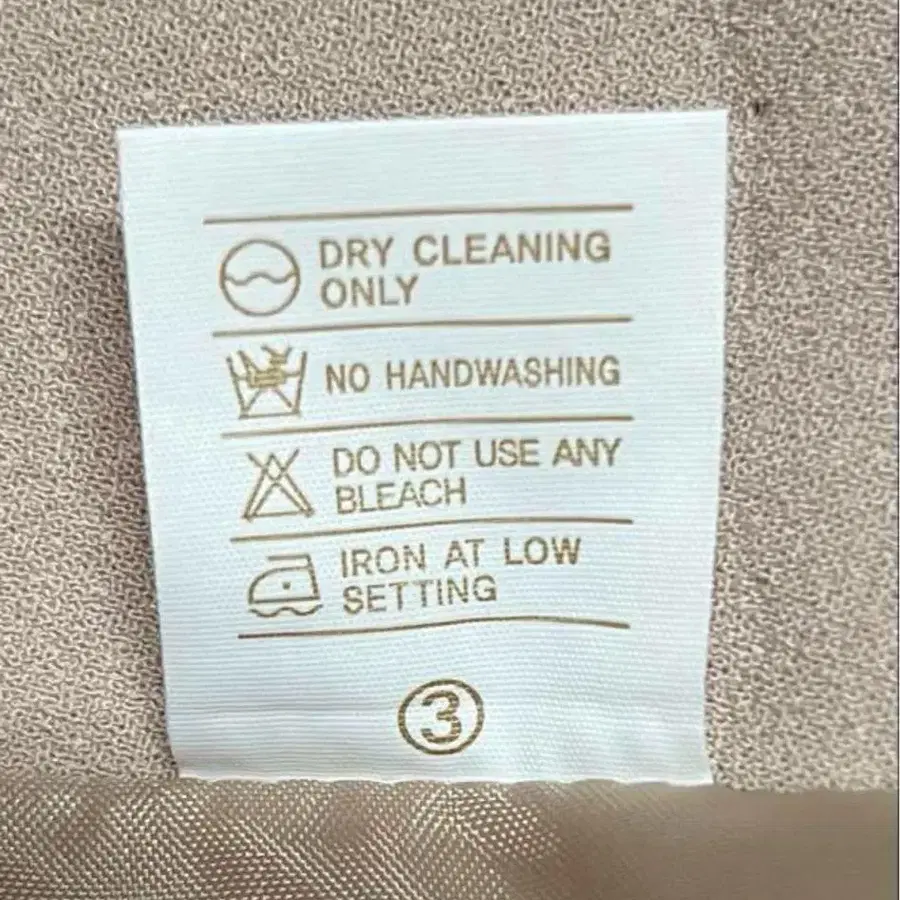 DRY CLEANING
ONLY
NO HANDWASHING
DO NOT USE ANY
BLEACH
IRON AT LOW
SETTING
3